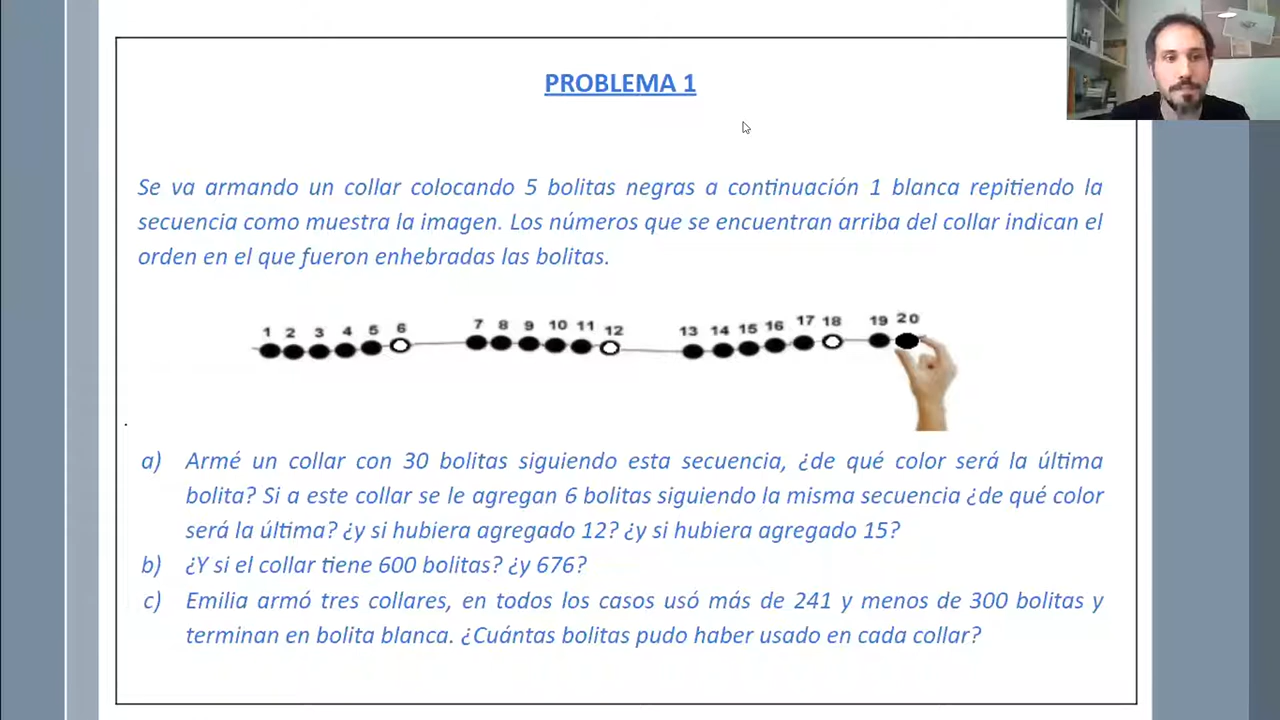 PROBLEMA 1
Se va armando un collar colocando 5 bolitas negras a continuación 1 blanca repitiendo la
secuencia como muestra la imagen. Los números que se encuentran arriba del collar indican el
orden en el que fueron enhebradas las bolitas.
1 2 3 4 5 6 7 8 9 10 11 12 13 14 15 16 17 18 19 20
.
a) Armé un collar con 30 bolitas siguiendo esta secuencia, ¿de qué color será la última
bolita? Si a este collar se le agregan 6 bolitas siguiendo la misma secuencia ¿de qué color
será la última? ¿y si hubiera agregado 12? ¿y si hubiera agregado 15?
b) ¿Y si el collar tiene 600 bolitas? ¿y 676?
c) Emilia armó tres collares, en todos los casos usó más de 241 y menos de 300 bolitas y
terminan en bolita blanca. ¿Cuántas bolitas pudo haber usado en cada collar?